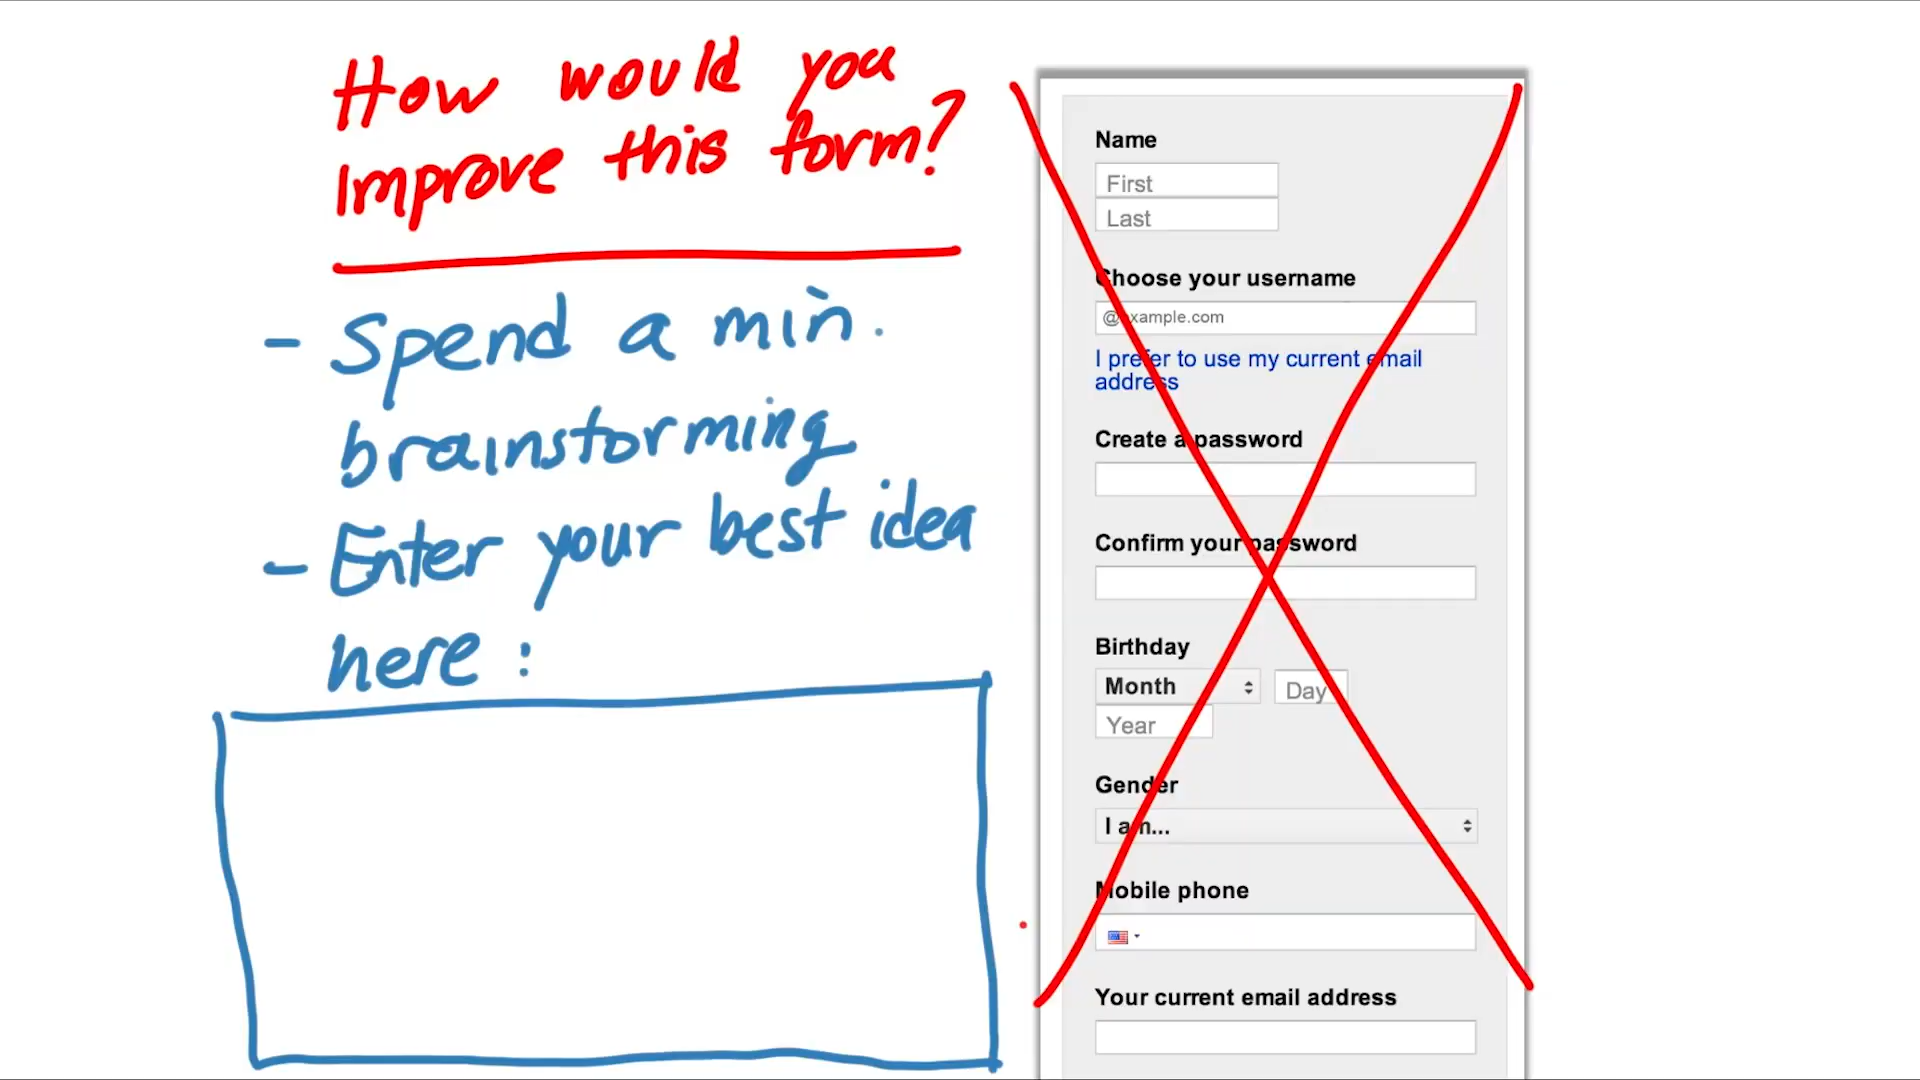 How would you
improve this form?
- Spend a min.
brainstorming
- Enter your best idea
here :
Name
First
Last
Choose your username
@example.com
I prefer to use my current email
address
Create a password
Confirm your password
Birthday
Month
Day
Year
Gender
I am...
Mobile phone
Your current email address